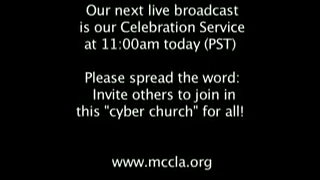 Our next live broadcast
is our Celebration Service
at 11:00am today (PST)
Please spread the word:
Invite others to join in
this "cyber church" for all!
www.mccla.org